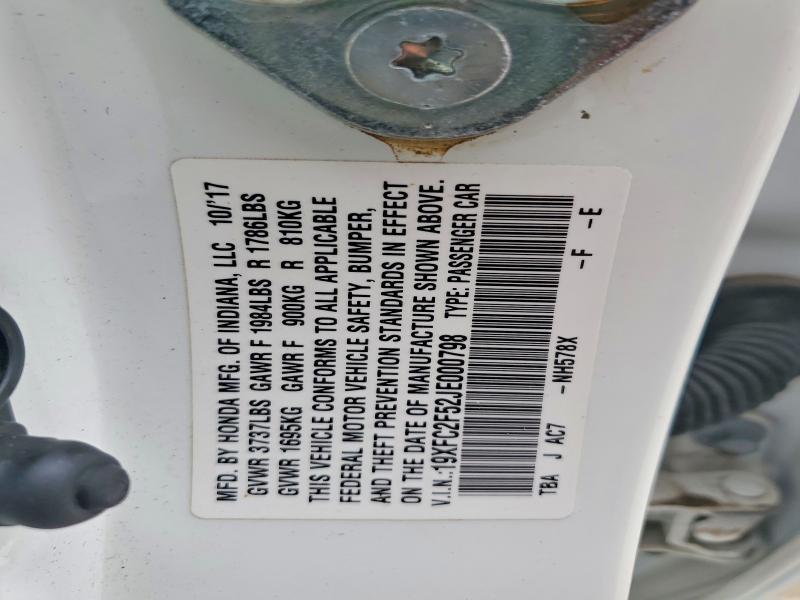 MFD. BY HONDA MFG. OF INDIANA, LLC 10/'17
GVWR 3737LBS GAWR F 1984LBS R 1786LBS
GVWR 1695KG GAWR F 900KG R 810KG
THIS VEHICLE CONFORMS TO ALL APPLICABLE
FEDERAL MOTOR VEHICLE SAFETY, BUMPER,
AND THEFT PREVENTION STANDARDS IN EFFECT
ON THE DATE OF MANUFACTURE SHOWN ABOVE.
V.I.N.:19XFC2F52JE000798 TYPE: PASSENGER CAR
TBA J AC7 -NH578X -F -E